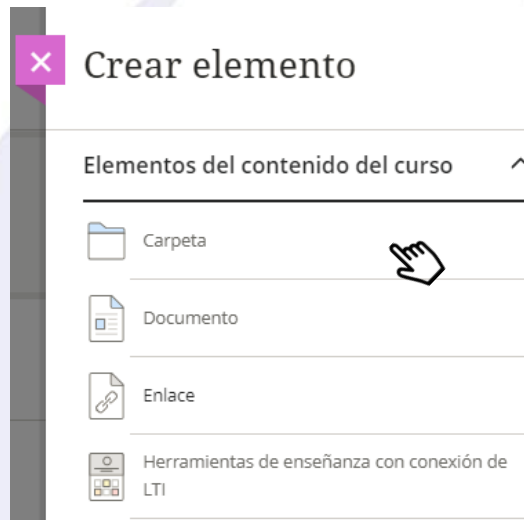 Crear elemento
Elementos del contenido del curso
Carpeta
Documento
Enlace
Herramientas de enseñanza con conexión de
LTI